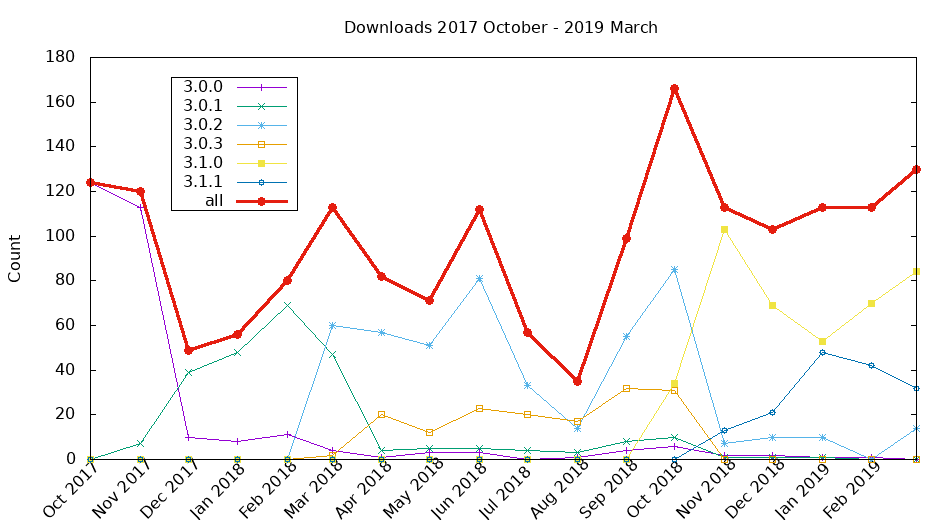 Downloads 2017 October - 2019 March
180
160
140
120
100
80
60
40
20
0
Count
3.0.0
3.0.1
3.0.2
3.0.3
3.1.0
3.1.1
all
Oct 2017
Nov 2017
Dec 2017
Jan 2018
Feb 2018
Mar 2018
Apr 2018
May 2018
Jun 2018
Jul 2018
Aug 2018
Sep 2018
Oct 2018
Nov 2018
Dec 2018
Jan 2019
Feb 2019